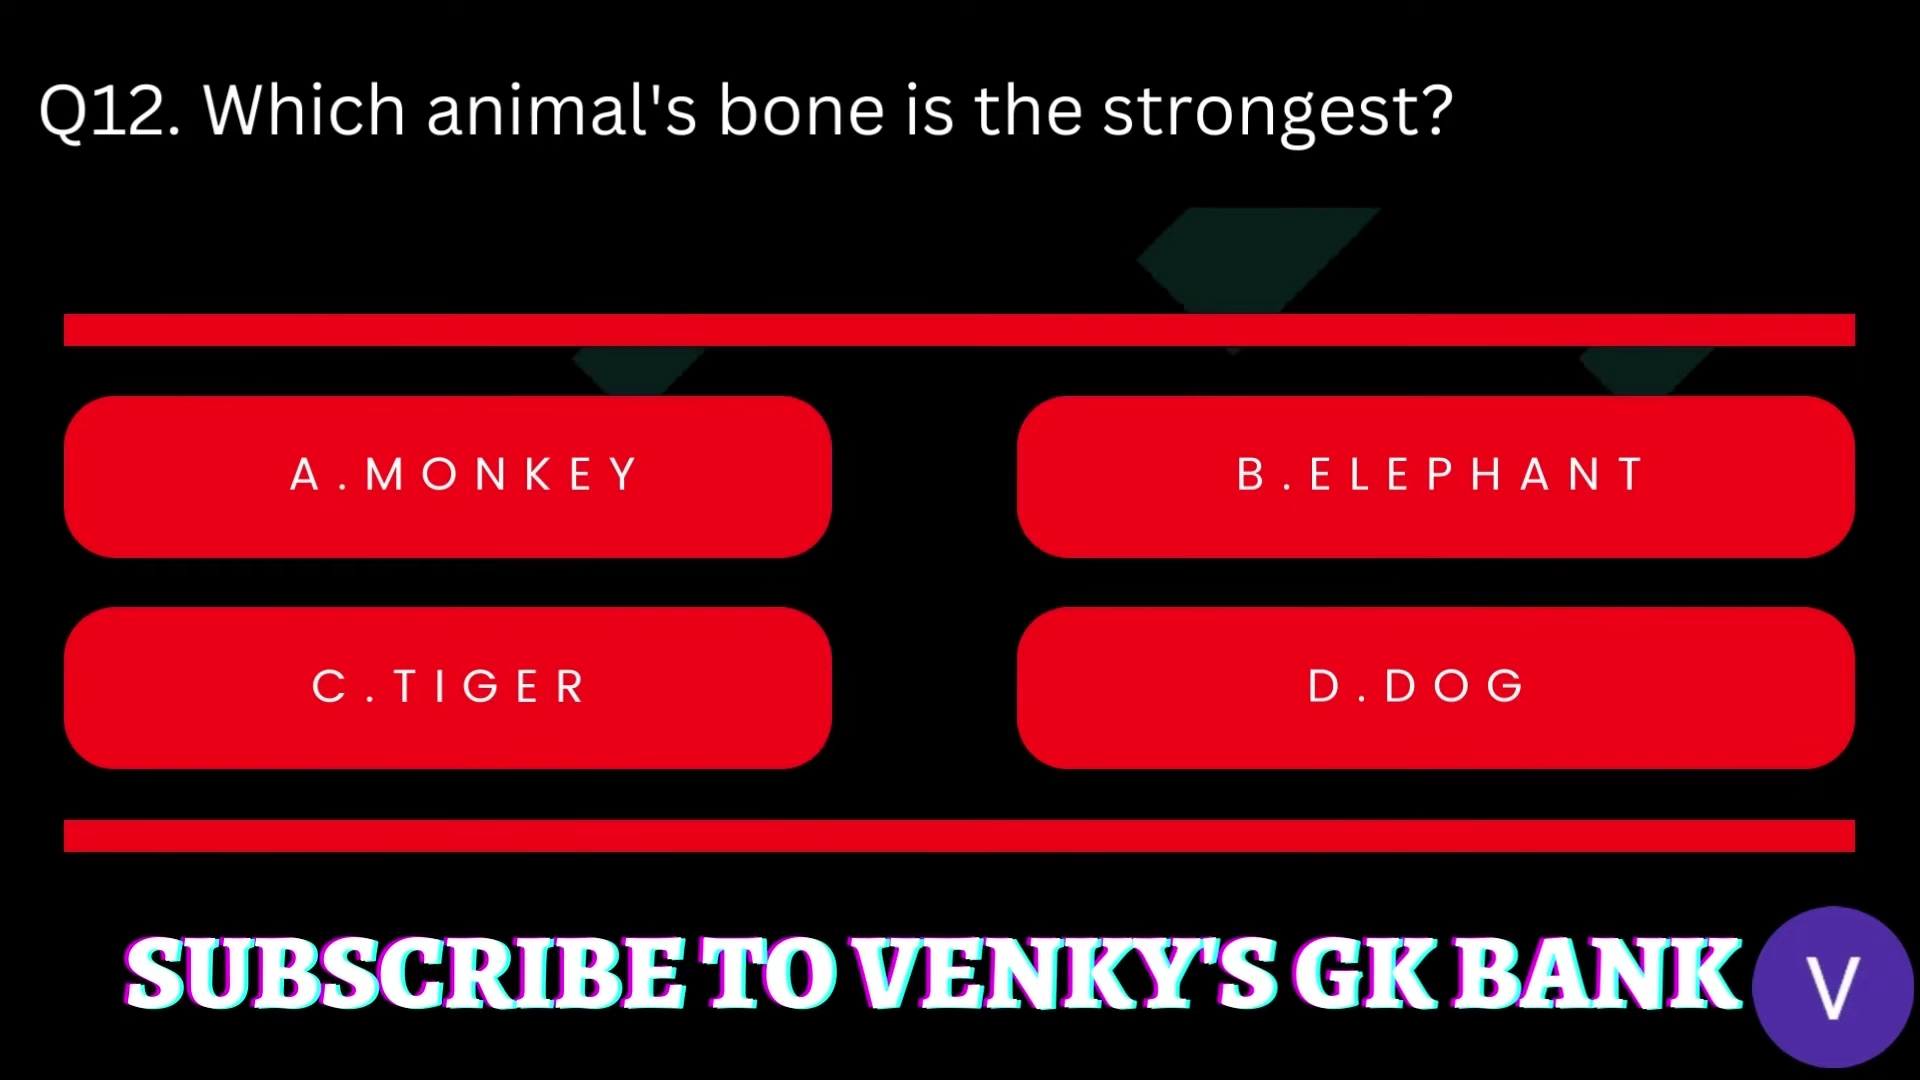 Q12. Which animal's bone is the strongest?
A.MONKEY
B.ELEPHANT
C.TIGER
D.DOG
SUBSCRIBE TO VENKY'S GK BANK
V